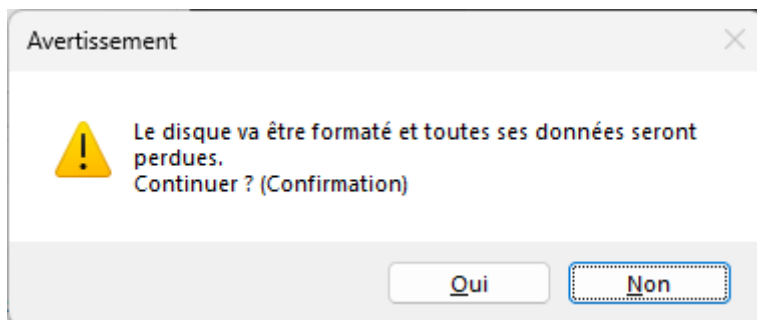 Avertissement
Le disque va être formaté et toutes ses données seront
perdues.
Continuer ? (Confirmation)
Oui
Non